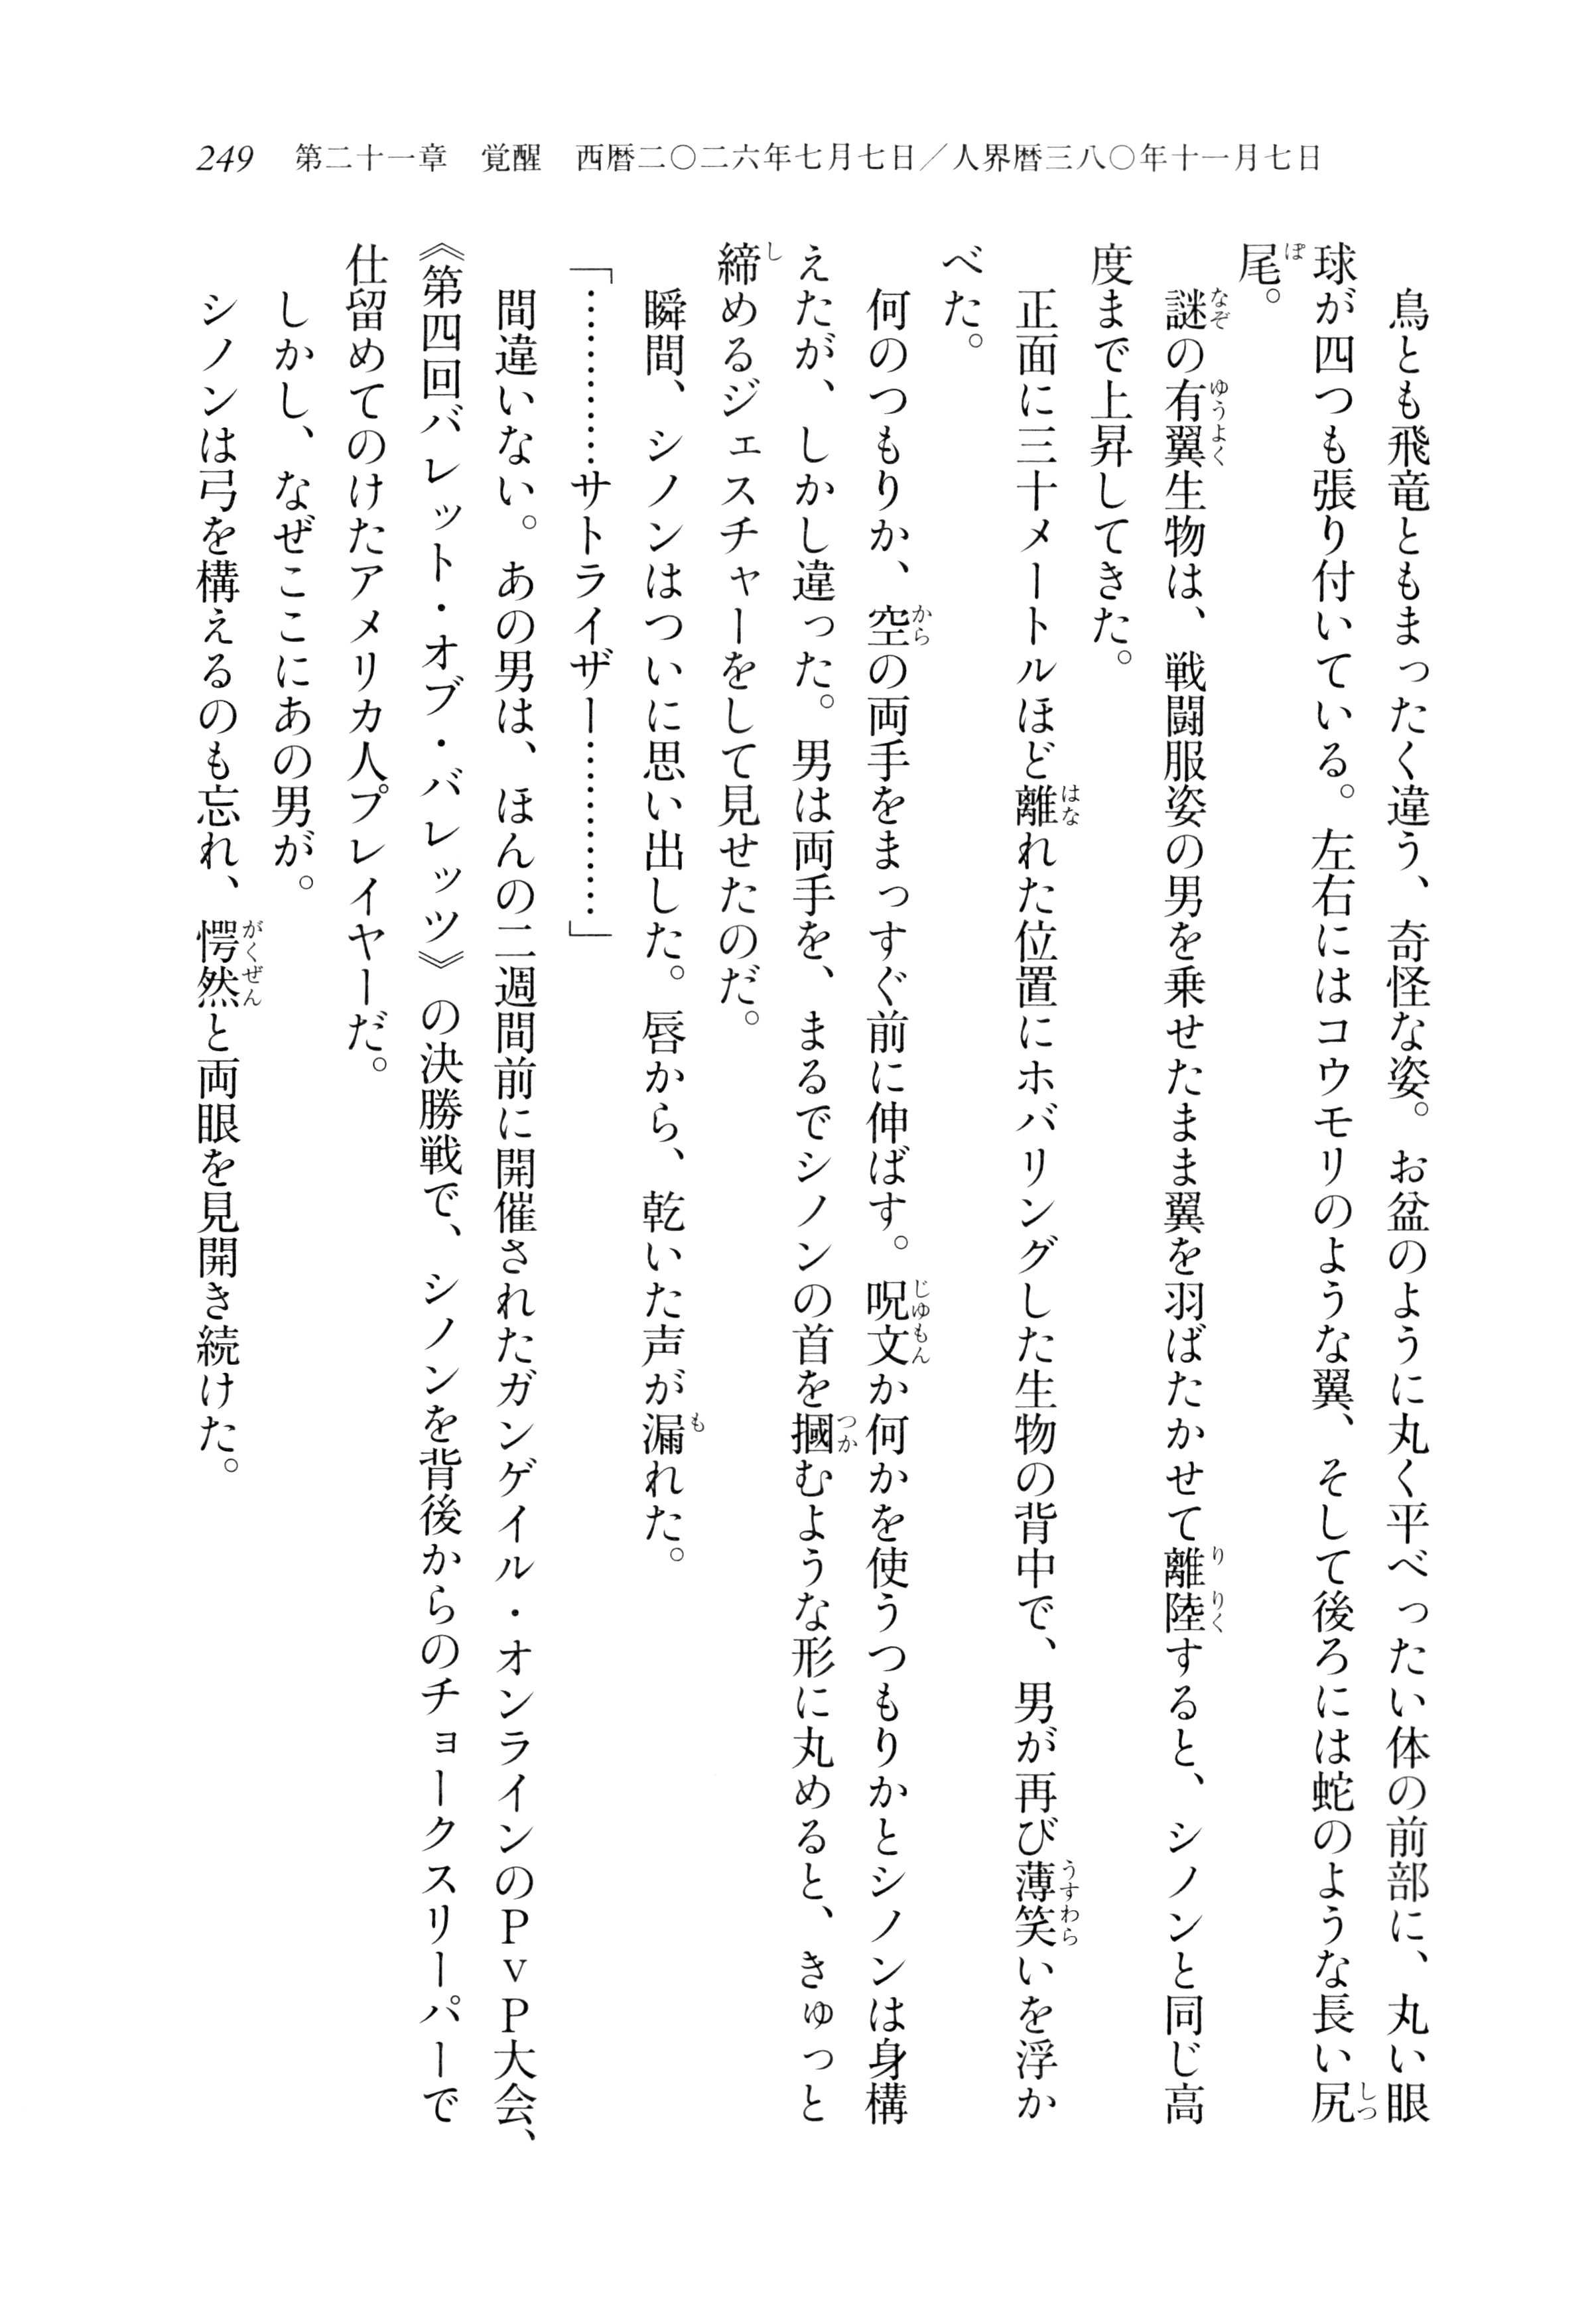 249　第二十一章　覚醒　西暦二〇二六年七月七日／人界暦三八〇年十一月七日
　鳥とも飛竜ともまったく違う、奇怪な姿。お盆のように丸く平べったい体の前部に、丸い眼
球が四つも張り付いている。左右にはコウモリのような翼、そして後ろには蛇のような長い尻
尾。
　謎の有翼生物は、戦闘服姿の男を乗せたまま翼を羽ばたかせて離陸すると、シノンと同じ高
度まで上昇してきた。
　正面に三十メートルほど離れた位置にホバリングした生物の背中で、男が再び薄笑いを浮か
べた。
　何のつもりか、空の両手をまっすぐ前に伸ばす。呪文か何かを使うつもりかとシノンは身構
えたが、しかし違った。男は両手を、まるでシノンの首を摑むような形に丸めると、きゅっと
締めるジェスチャーをして見せたのだ。
　瞬間、シノンはついに思い出した。唇から、乾いた声が漏れた。
「…………サトライザー…………」
　間違いない。あの男は、ほんの二週間前に開催されたガンゲイル・オンラインのＰｖＰ大会、
《第四回バレット・オブ・バレッツ》の決勝戦で、シノンを背後からのチョークスリーパーで
仕留めてのけたアメリカ人プレイヤーだ。
　しかし、なぜここにあの男が。
　シノンは弓を構えるのも忘れ、愕然と両眼を見開き続けた。